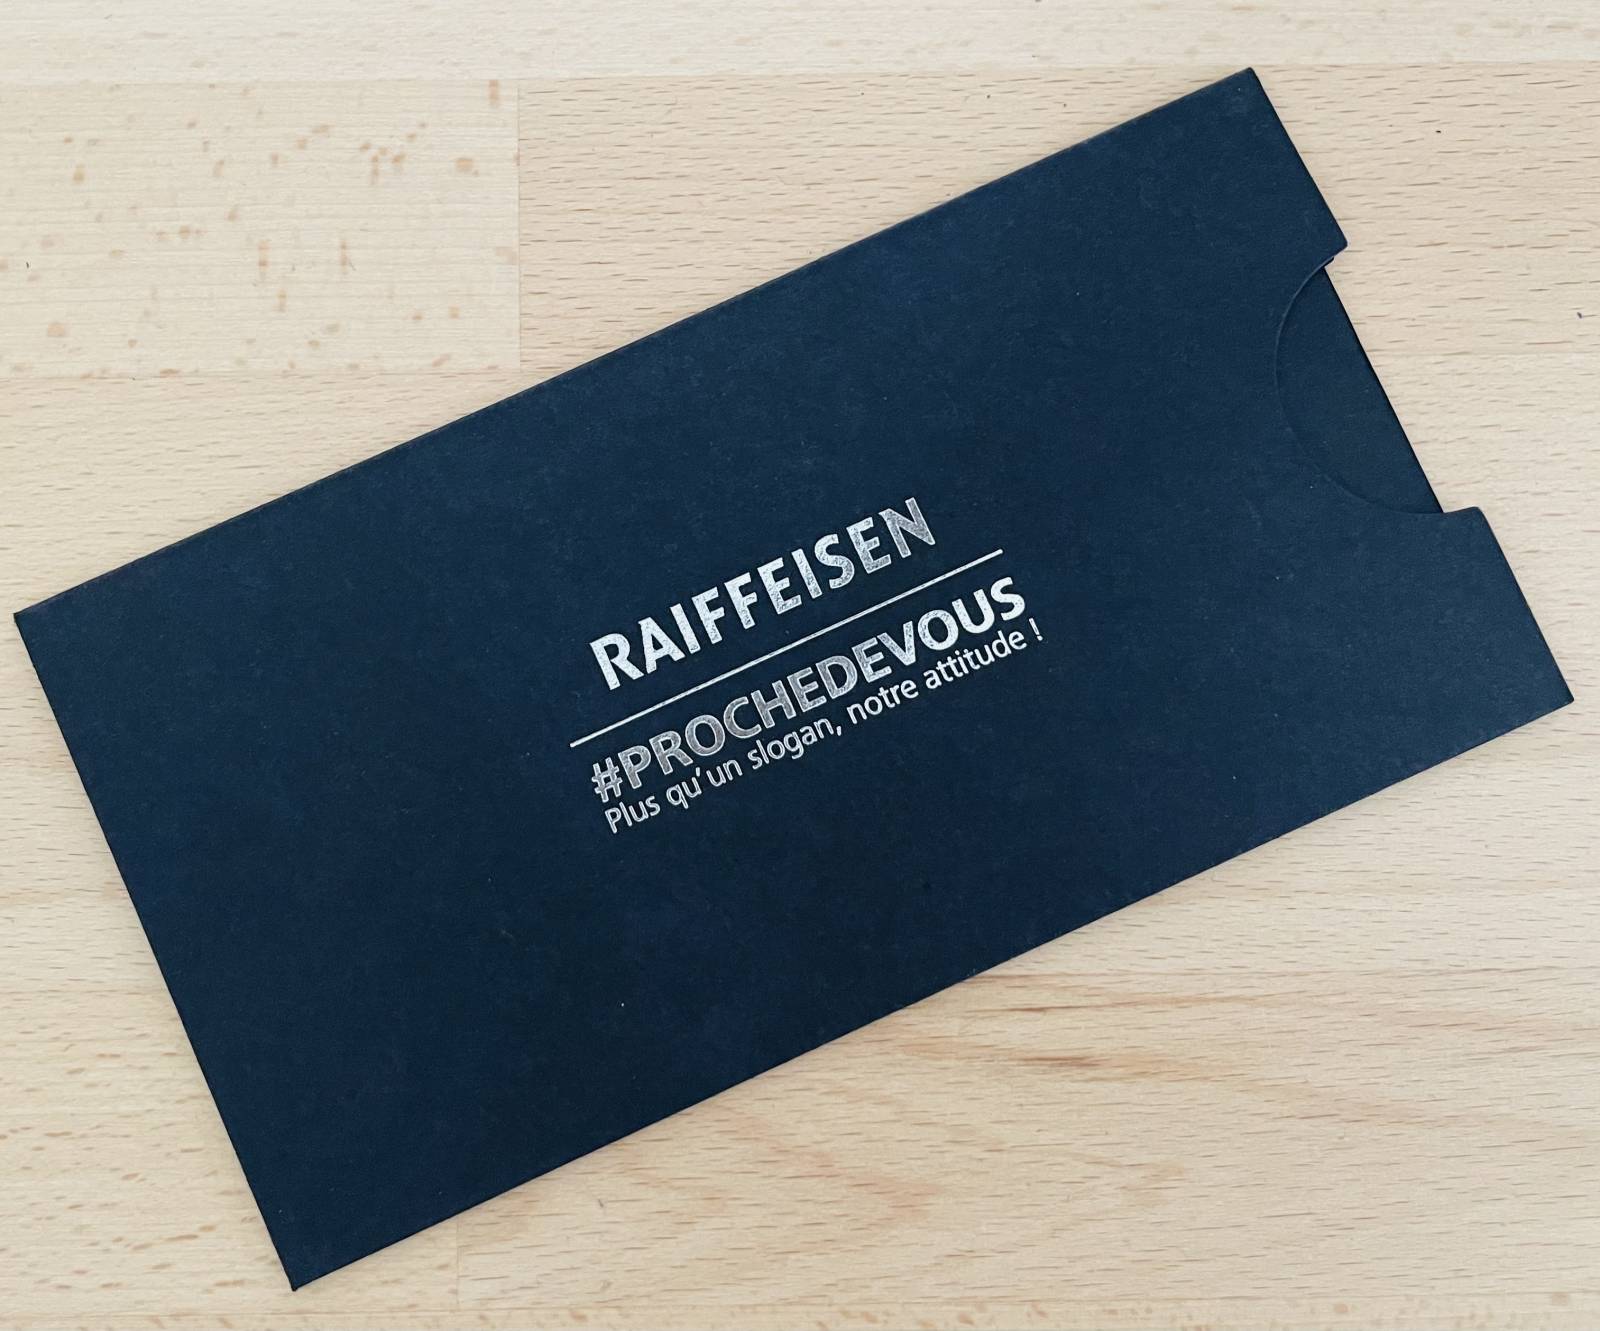 RAIFFEISEN
#PROCHEDEVOUS
Plus qu'un slogan, notre attitude !